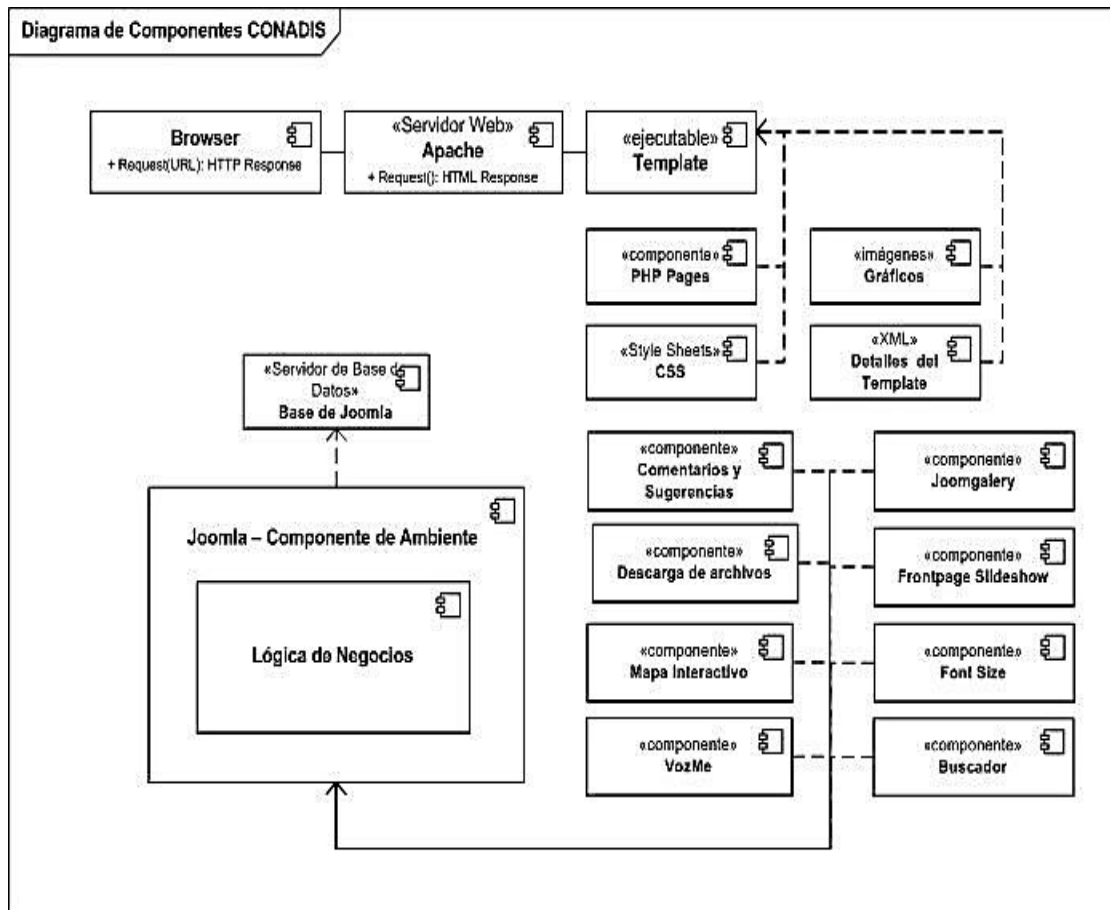 Diagrama de Componentes CONADIS
Browser
+ Request(URL): HTTP Response
«Servidor Web»
Apache
+ Request(): HTML Response
«ejecutable»
Template
«componente»
PHP Pages
«imágenes»
Gráficos
«Style Sheets»
CSS
«XML»
Detalles del
Template
«Servidor de Base de
Datos»
Base de Joomla
Joomla – Componente de Ambiente
Lógica de Negocios
«componente»
Comentarios y
Sugerencias
«componente»
Joomgalery
«componente»
Descarga de archivos
«componente»
Frontpage Slideshow
«componente»
Mapa Interactivo
«componente»
Font Size
«componente»
VozMe
«componente»
Buscador